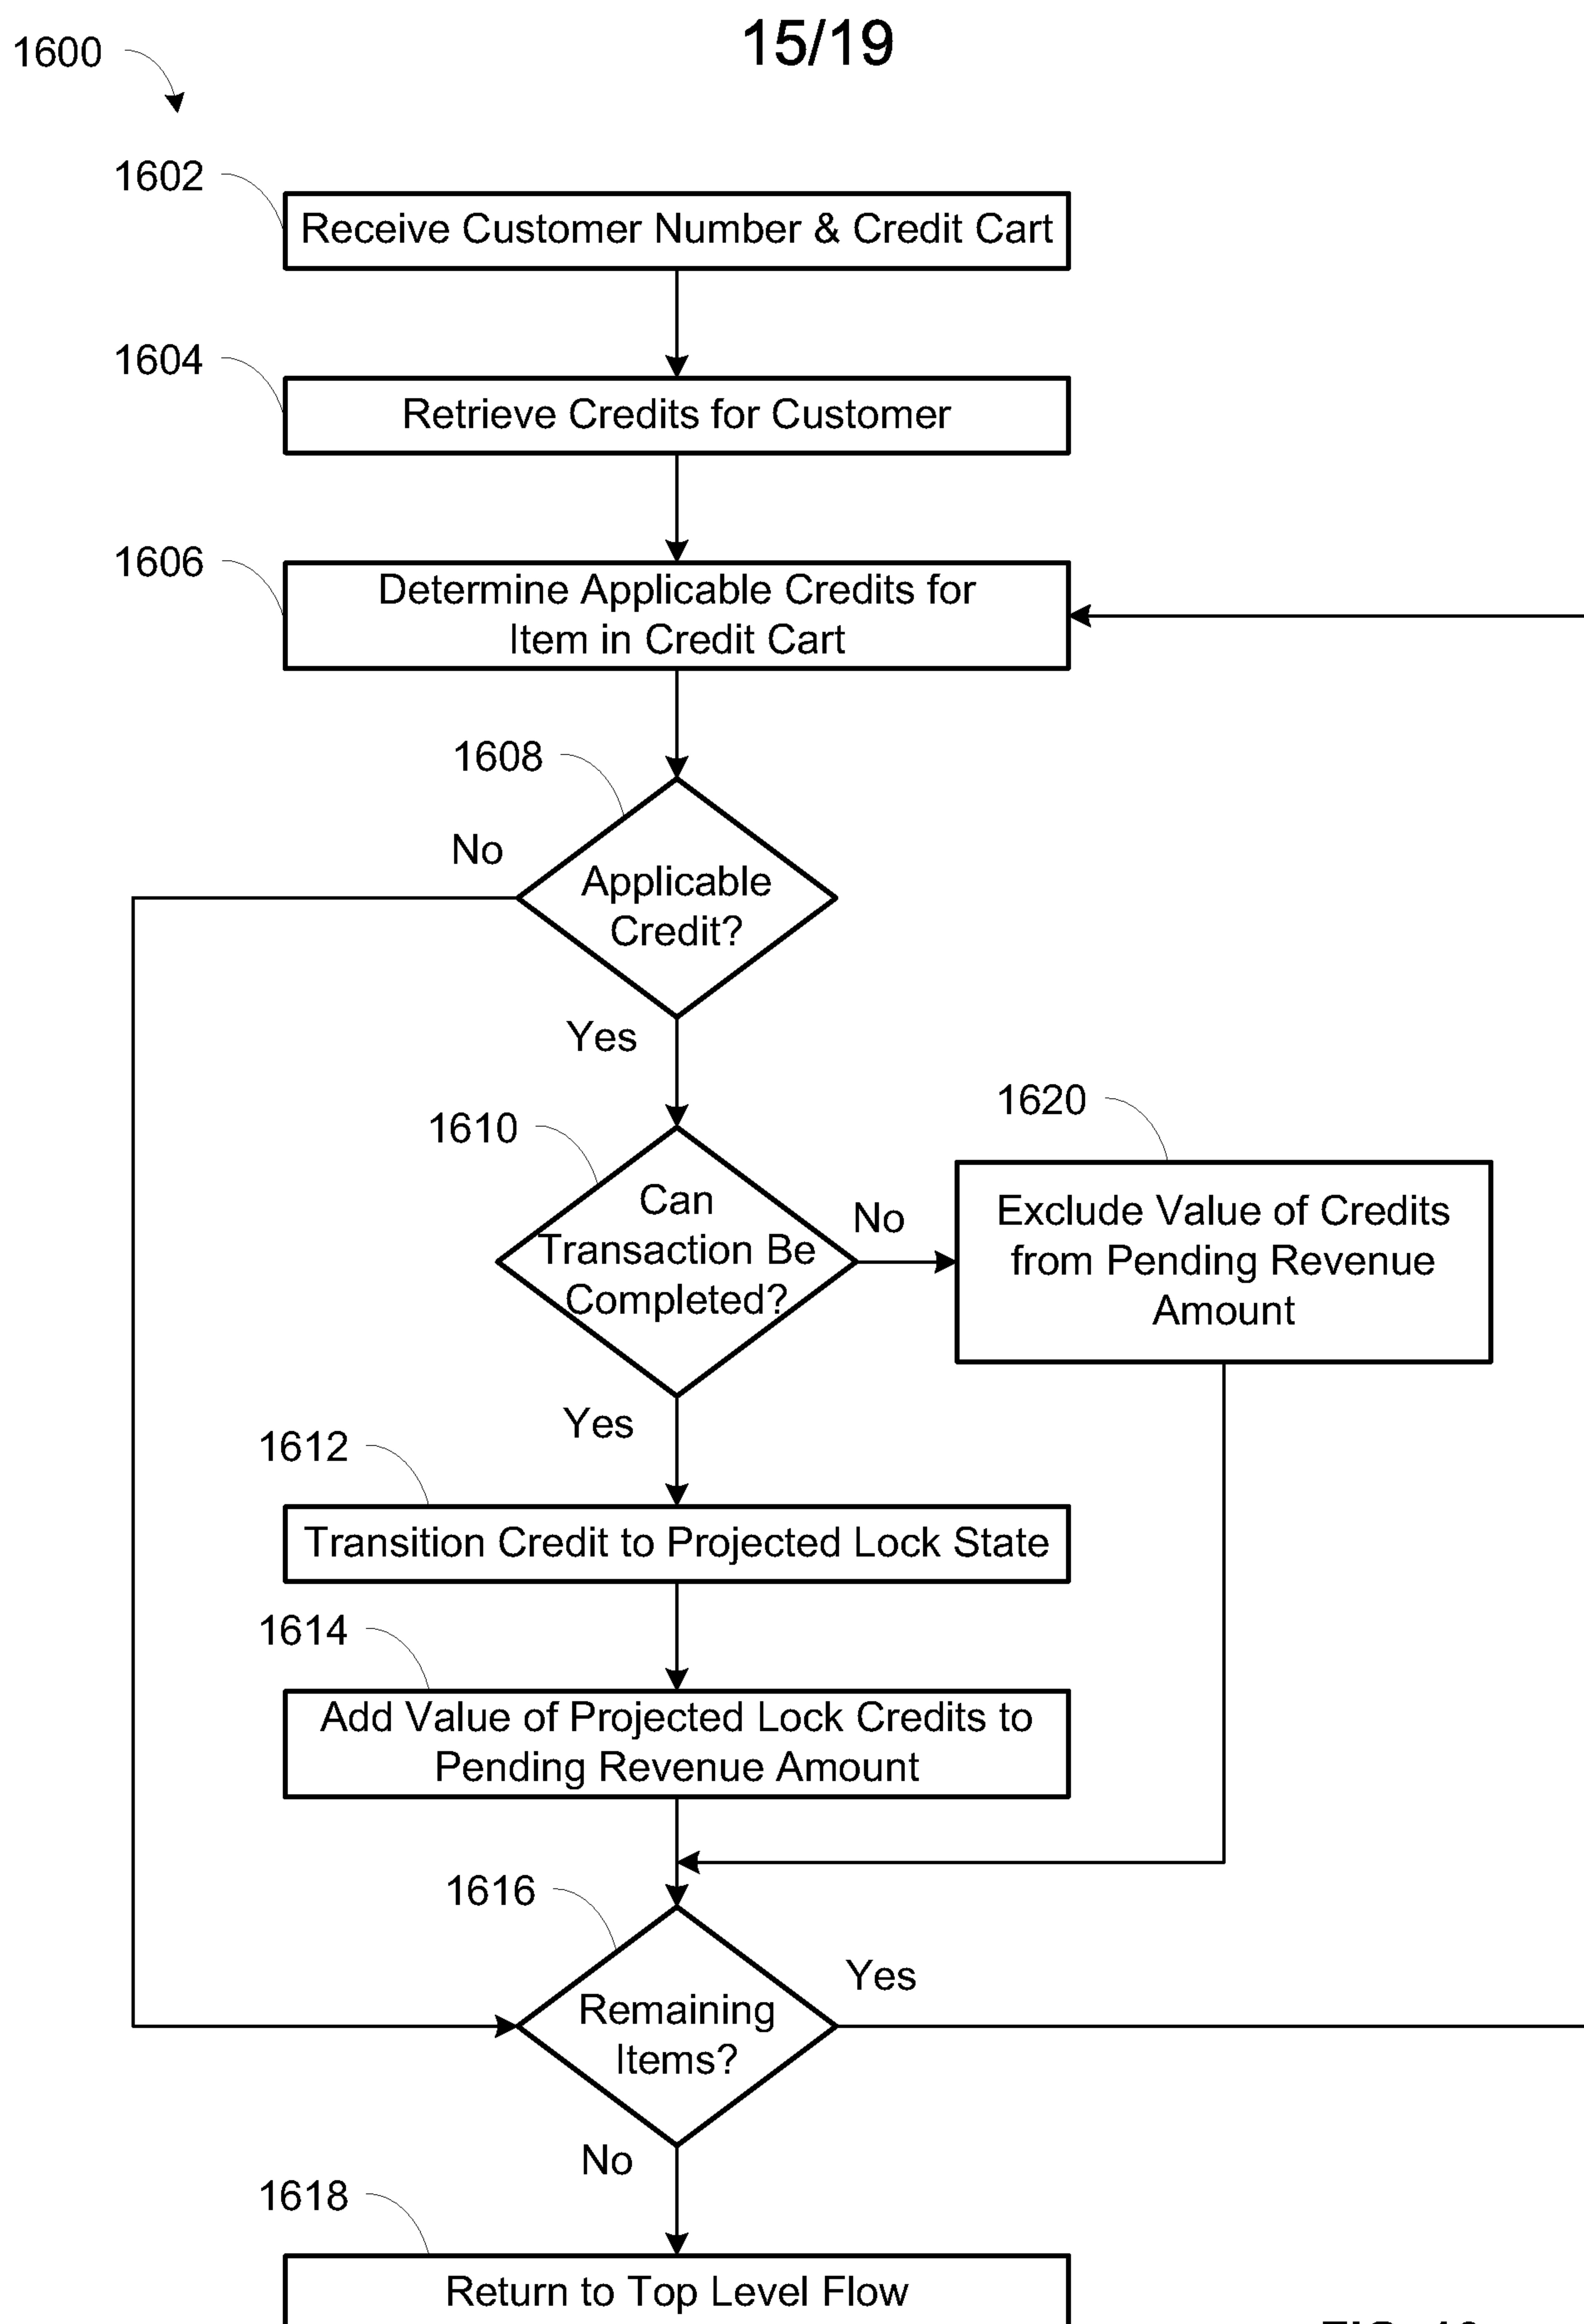 15/19
1600
1602
Receive Customer Number & Credit Cart
1604
Retrieve Credits for Customer
1606
Determine Applicable Credits for
Item in Credit Cart
1608
No
Applicable
Credit?
Yes
1610
Can
Transaction Be
Completed?
No
1620
Exclude Value of Credits
from Pending Revenue
Amount
Yes
1612
Transition Credit to Projected Lock State
1614
Add Value of Projected Lock Credits to
Pending Revenue Amount
1616
Remaining
Items?
Yes
No
1618
Return to Top Level Flow